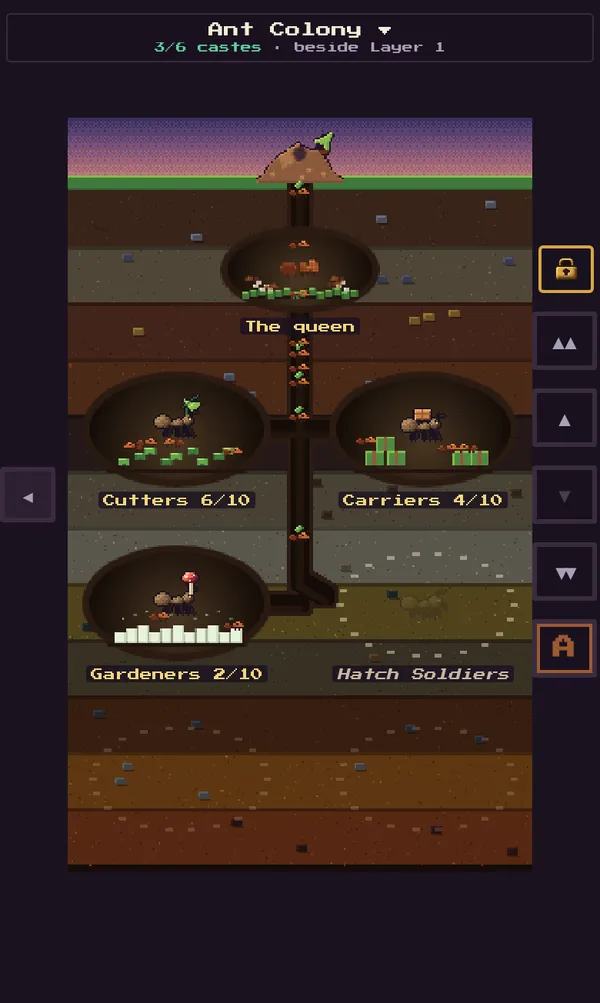 Ant Colony ▼
3/6 castes · beside Layer 1
The queen
Cutters 6/10
Carriers 4/10
Gardeners 2/10
Hatch Soldiers
A